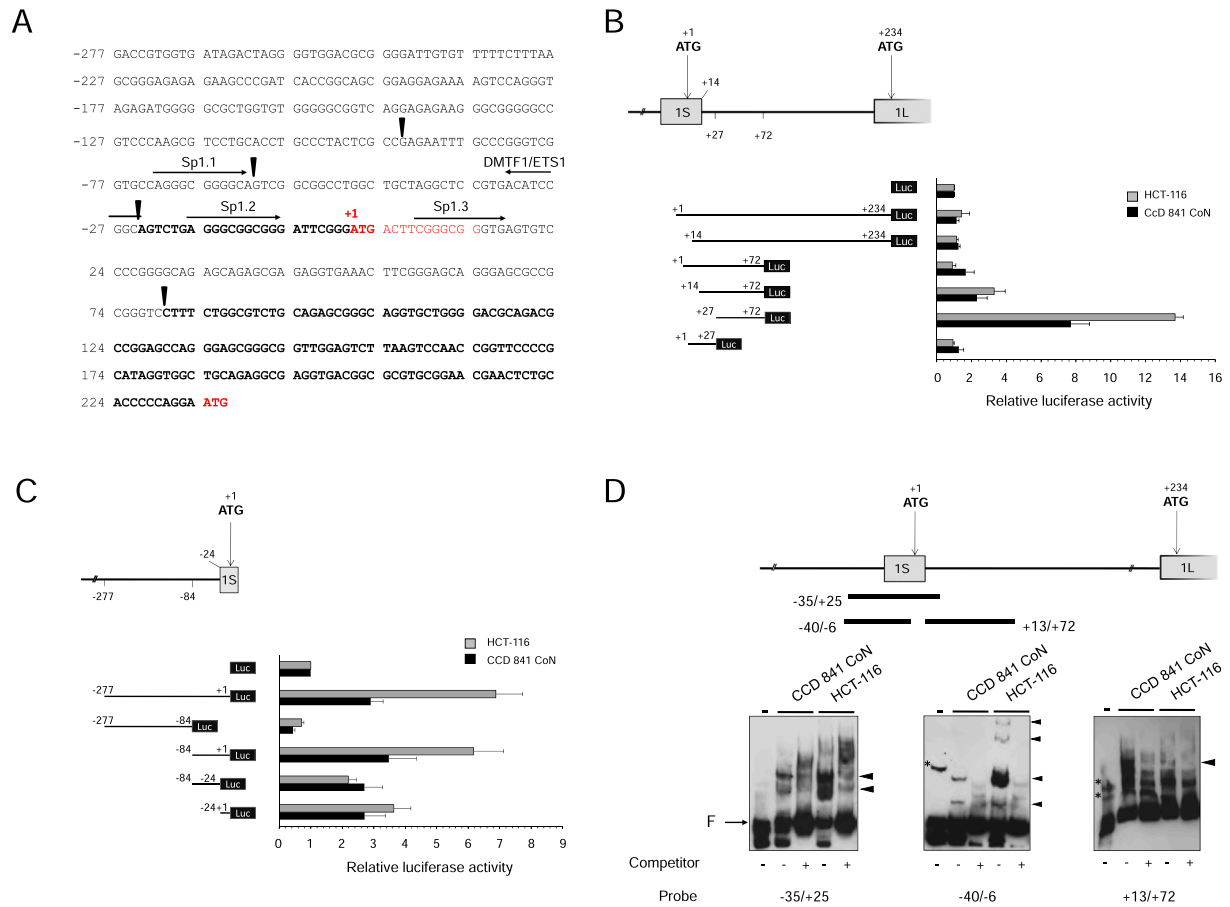 A
-277 GACCGTGGTG ATAGACTAGG GGTGGACGCG GGGATTGTGT TTTTCTTTAA
-227 GCGGGAGAGA GAAGCCCGAT CACCGGCAGC GGAGGAGAAA AGTCCAGGGT
-177 AGAGATGGGG GCGCTGGTGT GGGGGCGGTC AGGAGAGAAG GGCGGGGGCC
-127 GTCCCAAGCG TCCTGCACCT GCCCTACTCG CCGAGAATTT GCCCGGGTCG
Sp1.1 DMTF1/ETS1
-77 GTGCCAGGGC GGGGCAGTCG GCGCGGCCTGGC TGCTAGGCTC CGTGACATCC
Sp1.2 +1 Sp1.3
-27 GGCAGTCTGA GGGCGGCGGG ATTCGGGATG ACTTCGGGCG GGTGAGTGTC
24 CCCGGGGCAG AGCAGAGCGA GAGGTGAAAC TTCGGGAGCA GGGAGCGCCG
74 CGGGTCCTTT CTGGCGTCTG CAGAGCGGGC AGGTGCTGGG GACGCAGACG
124 CCGGAGCCAG GGAGCGGGCG GTTGGAGTCTT TAAGTCCAACC GGTTCCCCG
174 CATAGGTGGC TGCAGAGGCG AGGTGACGGC GCGTGCGGAA CGAACTCTGC
224 ACCCCCAGGA ATG
B
+1
ATG
+234
ATG
+14
1S
1L
+27
+72
Luc
+1 +234 Luc
+14 +234 Luc
+1 +72 Luc
+14 +72 Luc
+27 +72 Luc
+1 +27 Luc
HCT-116
CcD 841 CoN
0 2 4 6 8 10 12 14 16
Relative luciferase activity
C
+1
ATG
-24
1S
-277
-84
HCT-116
CCD 841 CoN
Luc
-277 +1 Luc
-277 -84 Luc
-84 +1 Luc
-84 -24 Luc
-24+1 Luc
0 1 2 3 4 5 6 7 8 9
Relative luciferase activity
D
+1
ATG
+234
ATG
1S
1L
-35/+25
-40/-6
+13/+72
CCD 841 CoN
HCT-116
CCD 841 CoN
HCT-116
CCD 841 CoN
HCT-116
- - -
*
*
*
F
Competitor - - + - + - - + - + - - + - +
Probe -35/+25 -40/-6 +13/+72